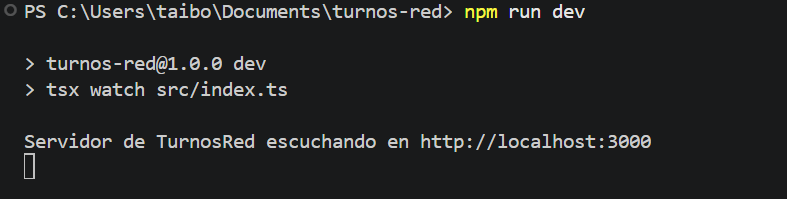 PS C:\Users\taibo\Documents\turnos-red> npm run dev
> turnos-red@1.0.0 dev
> tsx watch src/index.ts
Servidor de TurnosRed escuchando en http://localhost:3000